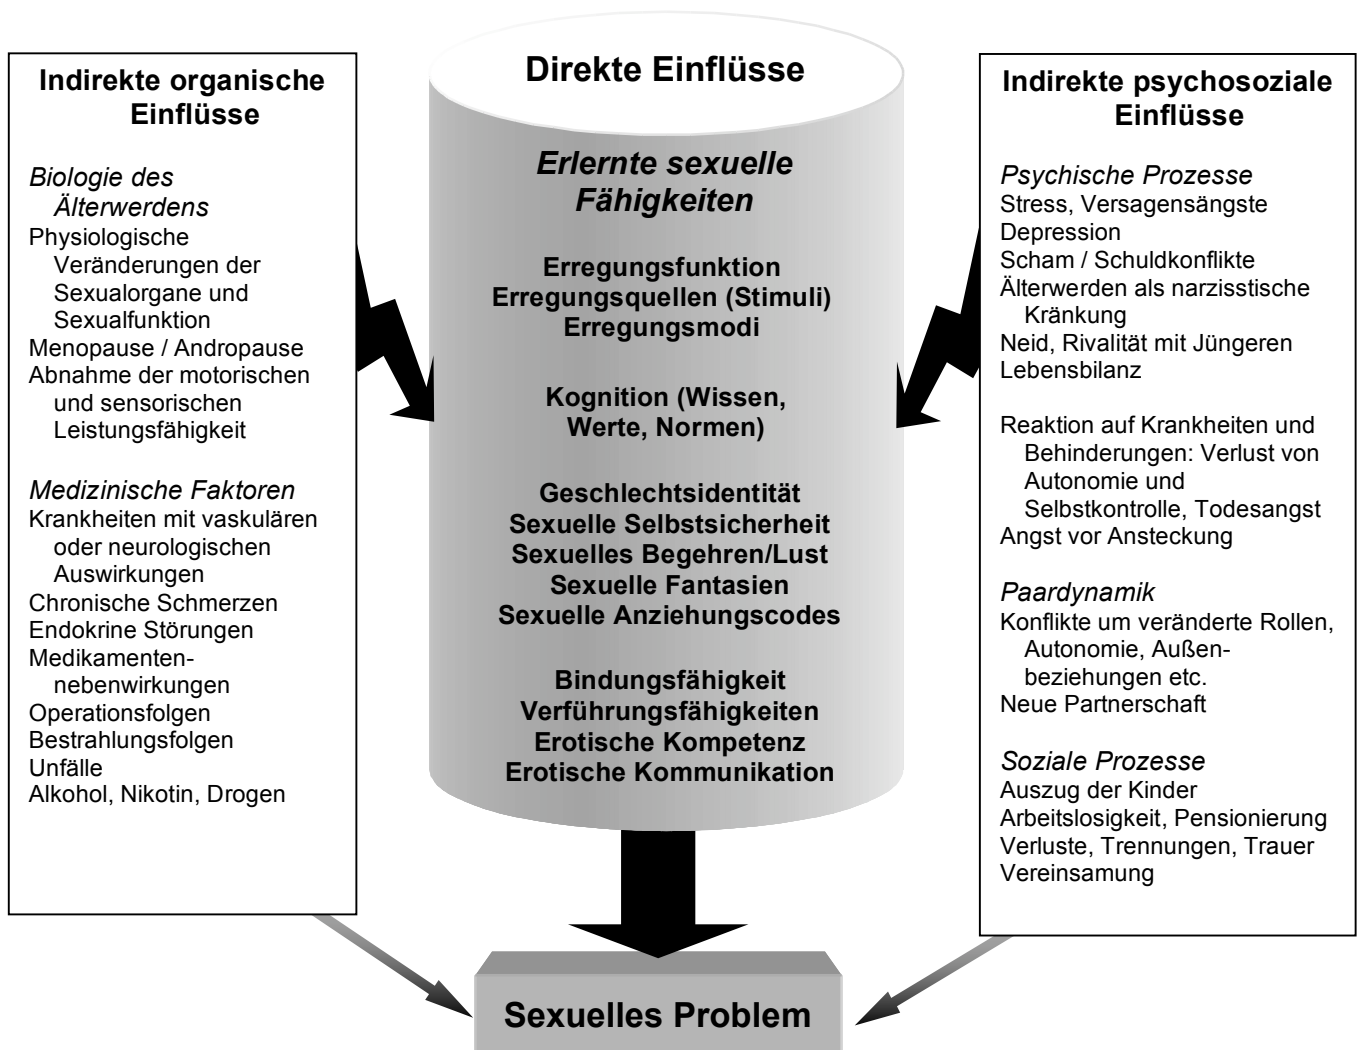 Indirekte organische
Einflüsse
Biologie des
Älterwerdens
Physiologische
Veränderungen der
Sexualorgane und
Sexualfunktion
Menopause / Andropause
Abnahme der motorischen
und sensorischen
Leistungsfähigkeit
Medizinische Faktoren
Krankheiten mit vaskulären
oder neurologischen
Auswirkungen
Chronische Schmerzen
Endokrine Störungen
Medikamenten-
nebenwirkungen
Operationsfolgen
Bestrahlungsfolgen
Unfälle
Alkohol, Nikotin, Drogen
Direkte Einflüsse
Erlernte sexuelle
Fähigkeiten
Erregungsfunktion
Erregungsquellen (Stimuli)
Erregungsmodi
Kognition (Wissen,
Werte, Normen)
Geschlechtsidentität
Sexuelle Selbstsicherheit
Sexuelles Begehren/Lust
Sexuelle Fantasien
Sexuelle Anziehungscodes
Bindungsfähigkeit
Verführungsfähigkeiten
Erotische Kompetenz
Erotische Kommunikation
Indirekte psychosoziale
Einflüsse
Psychische Prozesse
Stress, Versagensängste
Depression
Scham / Schuldkonflikte
Älterwerden als narzisstische
Kränkung
Neid, Rivalität mit Jüngeren
Lebensbilanz
Reaktion auf Krankheiten und
Behinderungen: Verlust von
Autonomie und
Selbstkontrolle, Todesangst
Angst vor Ansteckung
Paardynamik
Konflikte um veränderte Rollen,
Autonomie, Außen-
beziehungen etc.
Neue Partnerschaft
Soziale Prozesse
Auszug der Kinder
Arbeitslosigkeit, Pensionierung
Verluste, Trennungen, Trauer
Vereinsamung
Sexuelles Problem